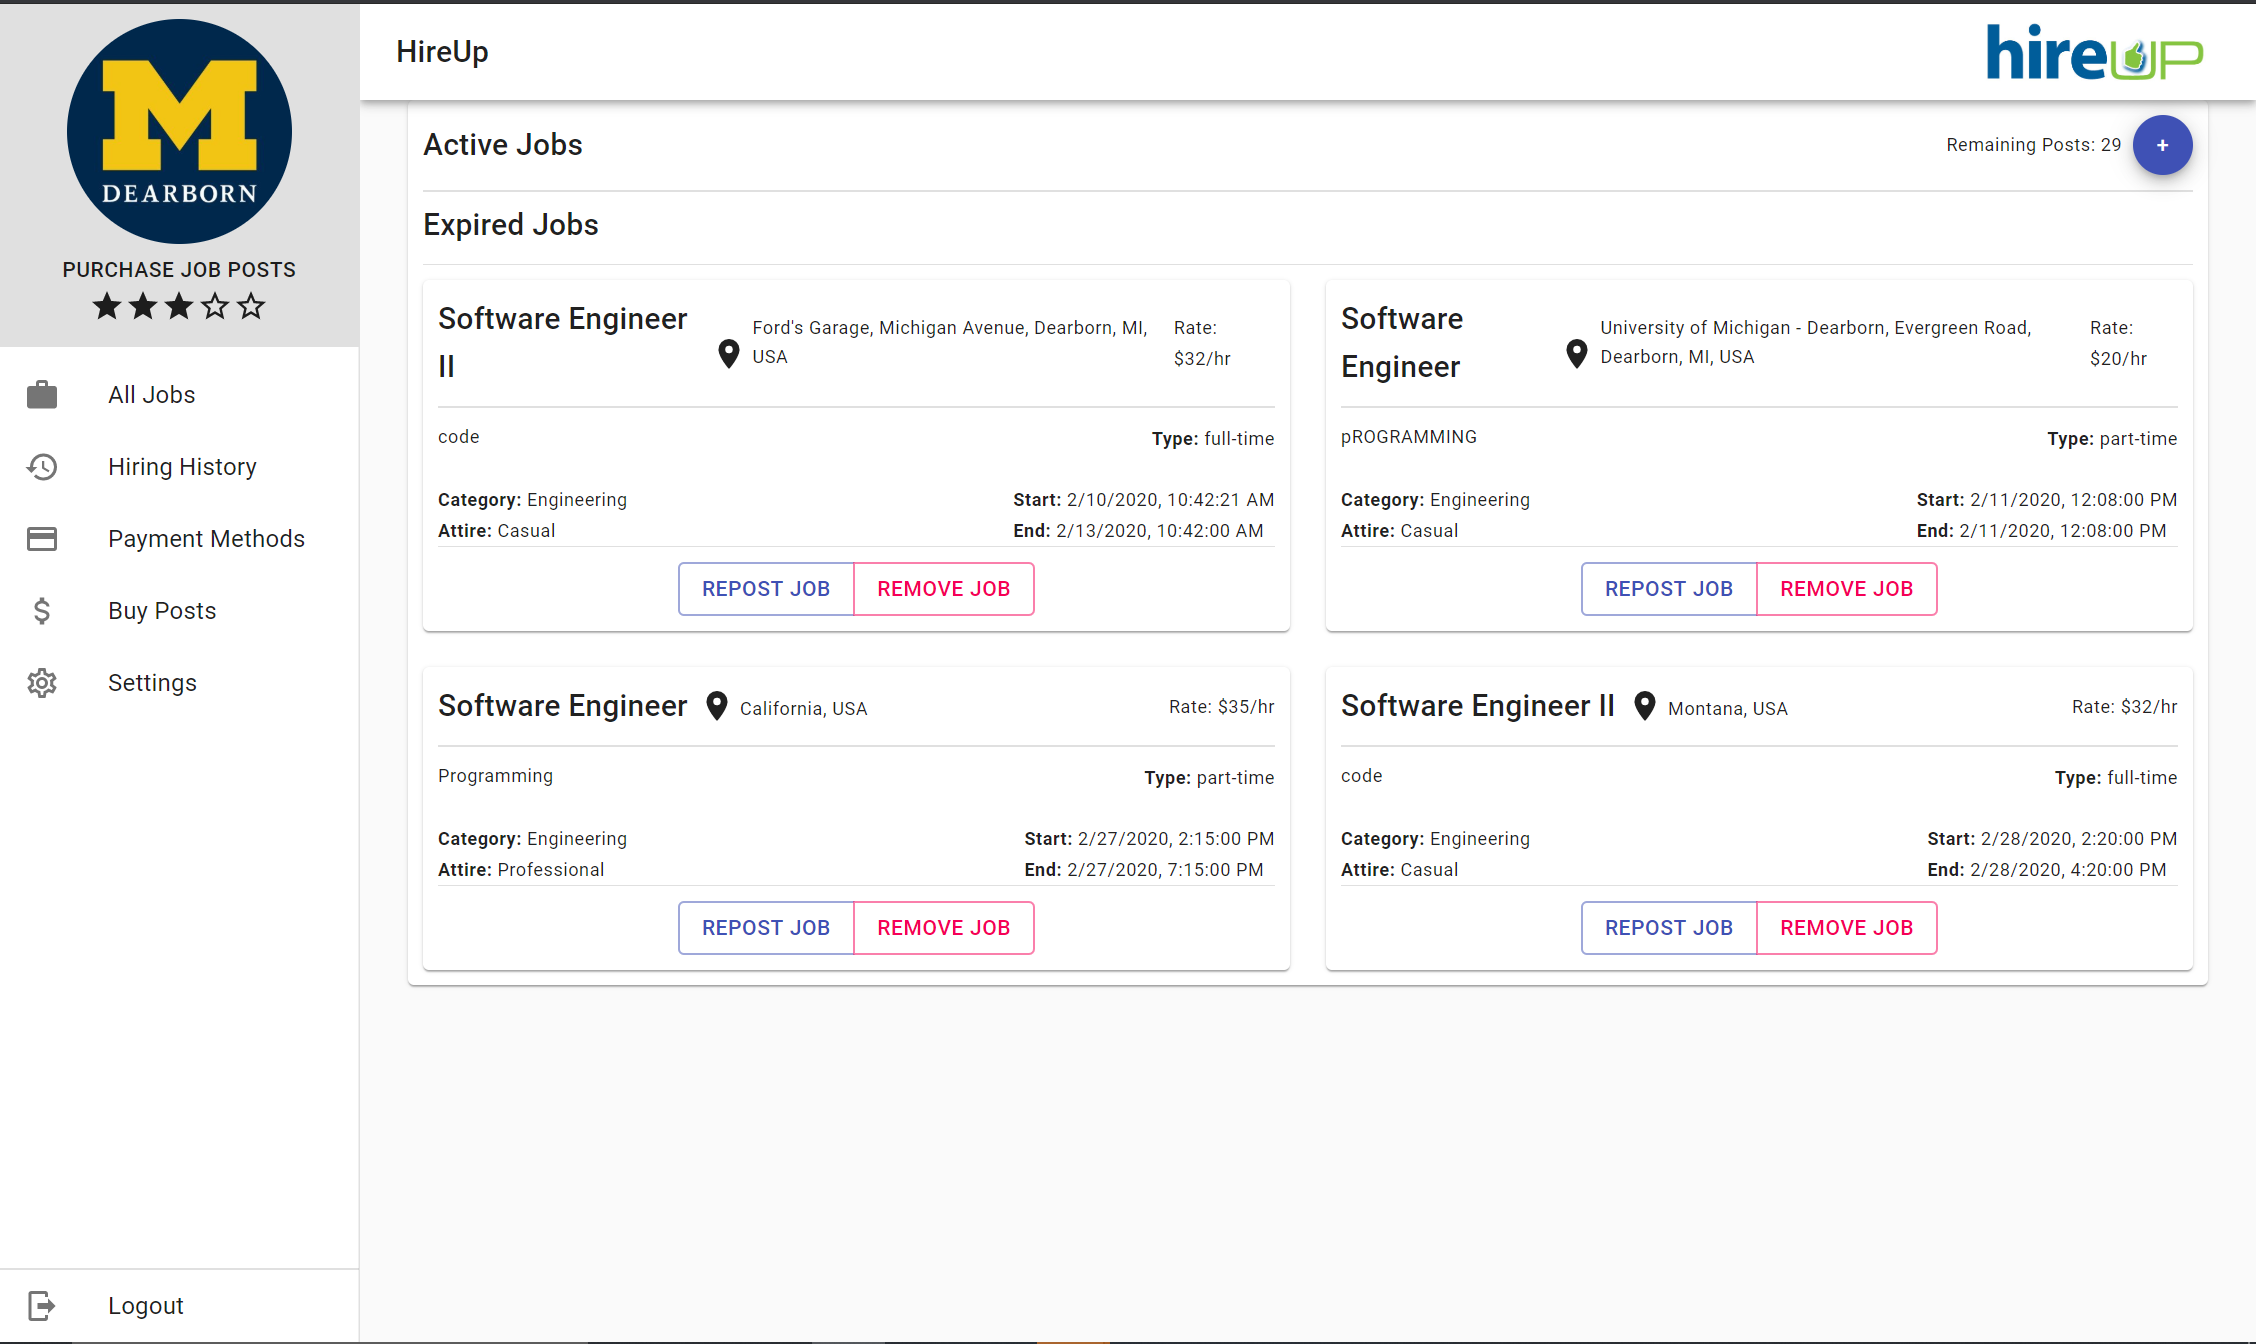 M
DEARBORN
PURCHASE JOB POSTS
All Jobs
Hiring History
Payment Methods
Buy Posts
Settings
Logout
HireUp
hireUP
Active Jobs
Remaining Posts: 29
+
Expired Jobs
Software Engineer
II
Ford's Garage, Michigan Avenue, Dearborn, MI,
USA
Rate:
$32/hr
code
Type: full-time
Category: Engineering
Start: 2/10/2020, 10:42:21 AM
Attire: Casual
End: 2/13/2020, 10:42:00 AM
REPOST JOB
REMOVE JOB
Software
Engineer
University of Michigan - Dearborn, Evergreen Road,
Dearborn, MI, USA
Rate:
$20/hr
pROGRAMMING
Type: part-time
Category: Engineering
Start: 2/11/2020, 12:08:00 PM
Attire: Casual
End: 2/11/2020, 12:08:00 PM
REPOST JOB
REMOVE JOB
Software Engineer
California, USA
Rate: $35/hr
Programming
Type: part-time
Category: Engineering
Start: 2/27/2020, 2:15:00 PM
Attire: Professional
End: 2/27/2020, 7:15:00 PM
REPOST JOB
REMOVE JOB
Software Engineer II
Montana, USA
Rate: $32/hr
code
Type: full-time
Category: Engineering
Start: 2/28/2020, 2:20:00 PM
Attire: Casual
End: 2/28/2020, 4:20:00 PM
REPOST JOB
REMOVE JOB